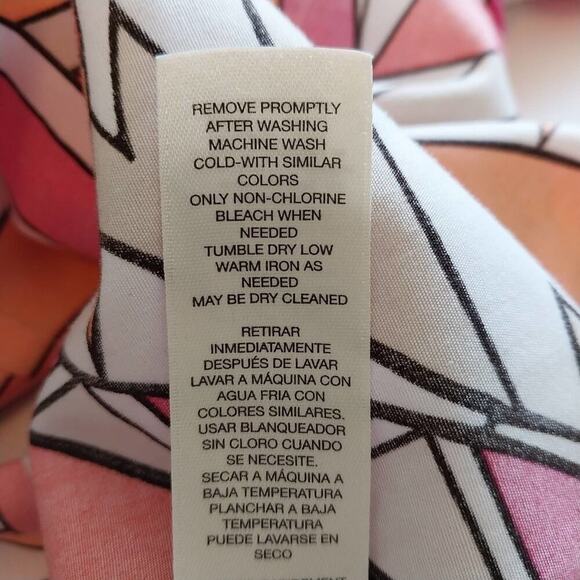 REMOVE PROMPTLY
AFTER WASHING
MACHINE WASH
COLD-WITH SIMILAR
COLORS
ONLY NON-CHLORINE
BLEACH WHEN
NEEDED
TUMBLE DRY LOW
WARM IRON AS
NEEDED
MAY BE DRY CLEANED
RETIRAR
INMEDIATAMENTE
DESPUÉS DE LAVAR
LAVAR A MÁQUINA CON
AGUA FRIA CON
COLORES SIMILARES.
USAR BLANQUEADOR
SIN CLORO CUANDO
SE NECESITE.
SECAR A MÁQUINA A
BAJA TEMPERATURA
PLANCHAR A BAJA
TEMPERATURA
PUEDE LAVARSE EN
SECO